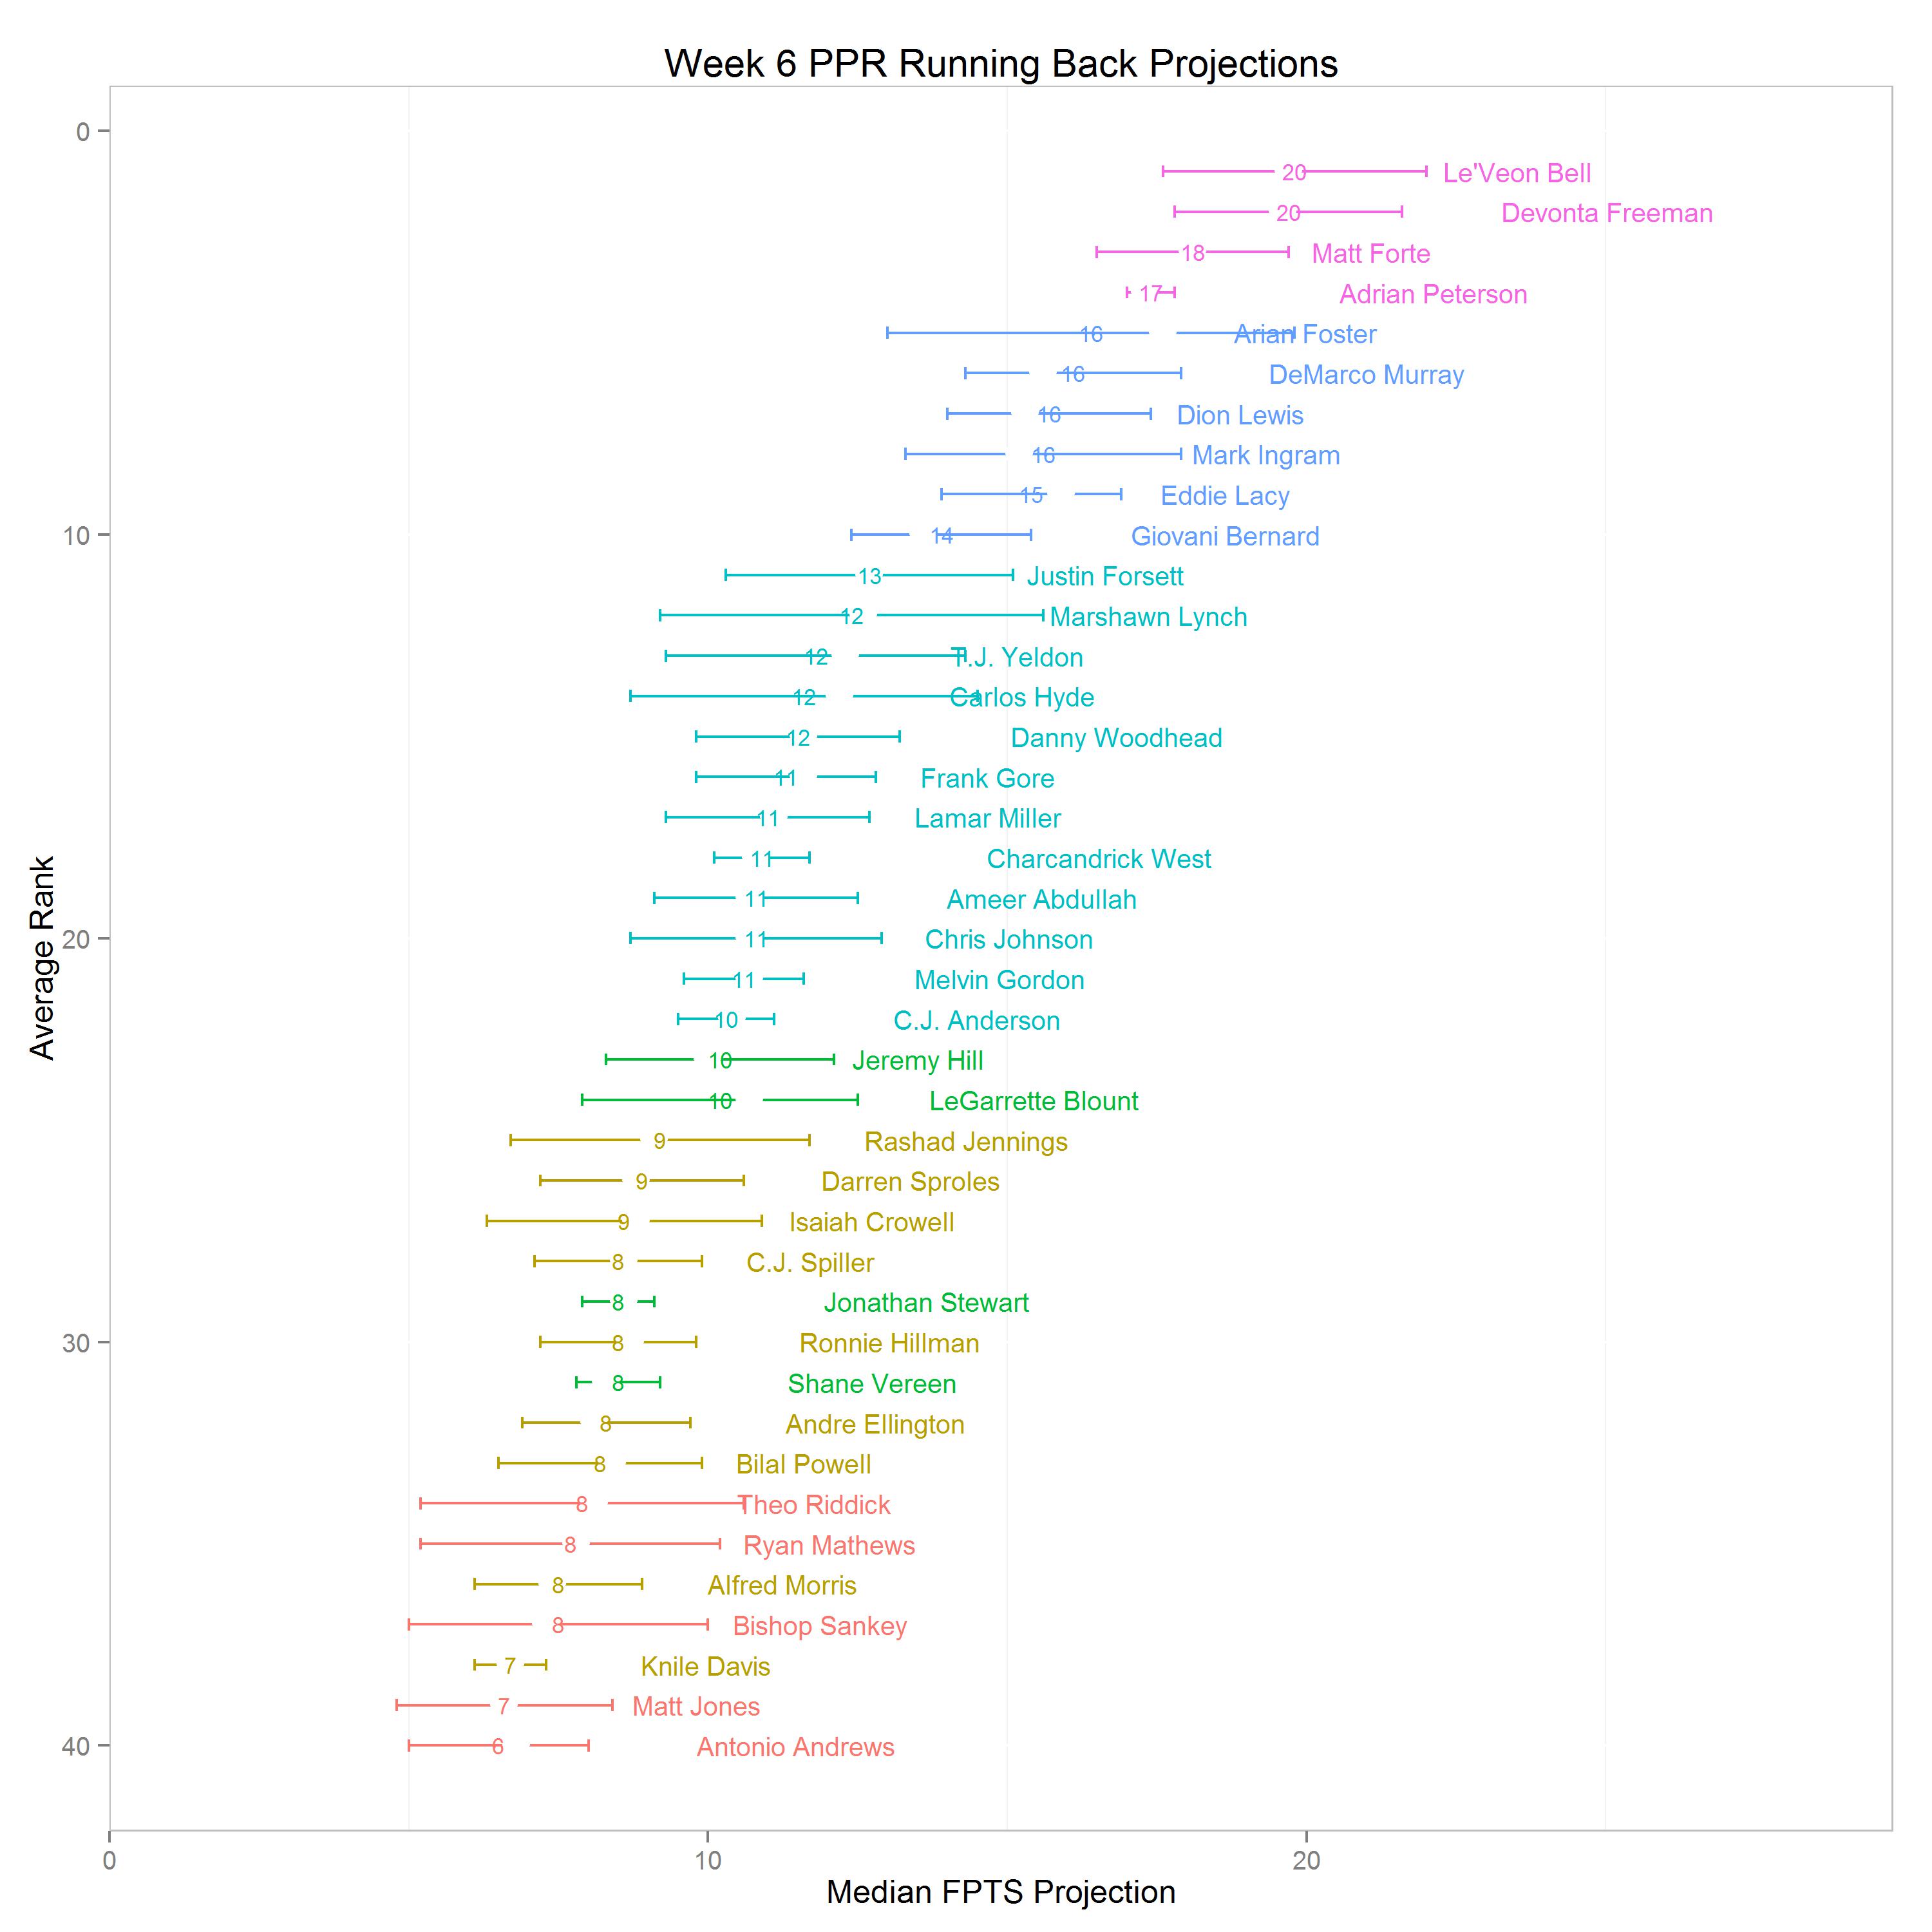 Week 6 PPR Running Back Projections
0
20 Le'Veon Bell
20 Devonta Freeman
18 Matt Forte
17 Adrian Peterson
16 Arian Foster
16 DeMarco Murray
16 Dion Lewis
16 Mark Ingram
15 Eddie Lacy
10
14 Giovani Bernard
13 Justin Forsett
12 Marshawn Lynch
12 T.J. Yeldon
12 Carlos Hyde
12 Danny Woodhead
11 Frank Gore
11 Lamar Miller
11 Charcandrick West
11 Ameer Abdullah
20
11 Chris Johnson
11 Melvin Gordon
10 C.J. Anderson
10 Jeremy Hill
10 LeGarrette Blount
9 Rashad Jennings
9 Darren Sproles
9 Isaiah Crowell
8 C.J. Spiller
8 Jonathan Stewart
30
8 Ronnie Hillman
8 Shane Vereen
8 Andre Ellington
8 Bilal Powell
8 Theo Riddick
8 Ryan Mathews
8 Alfred Morris
8 Bishop Sankey
7 Knile Davis
7 Matt Jones
40
6 Antonio Andrews
Average Rank
0 10 20
Median FPTS Projection